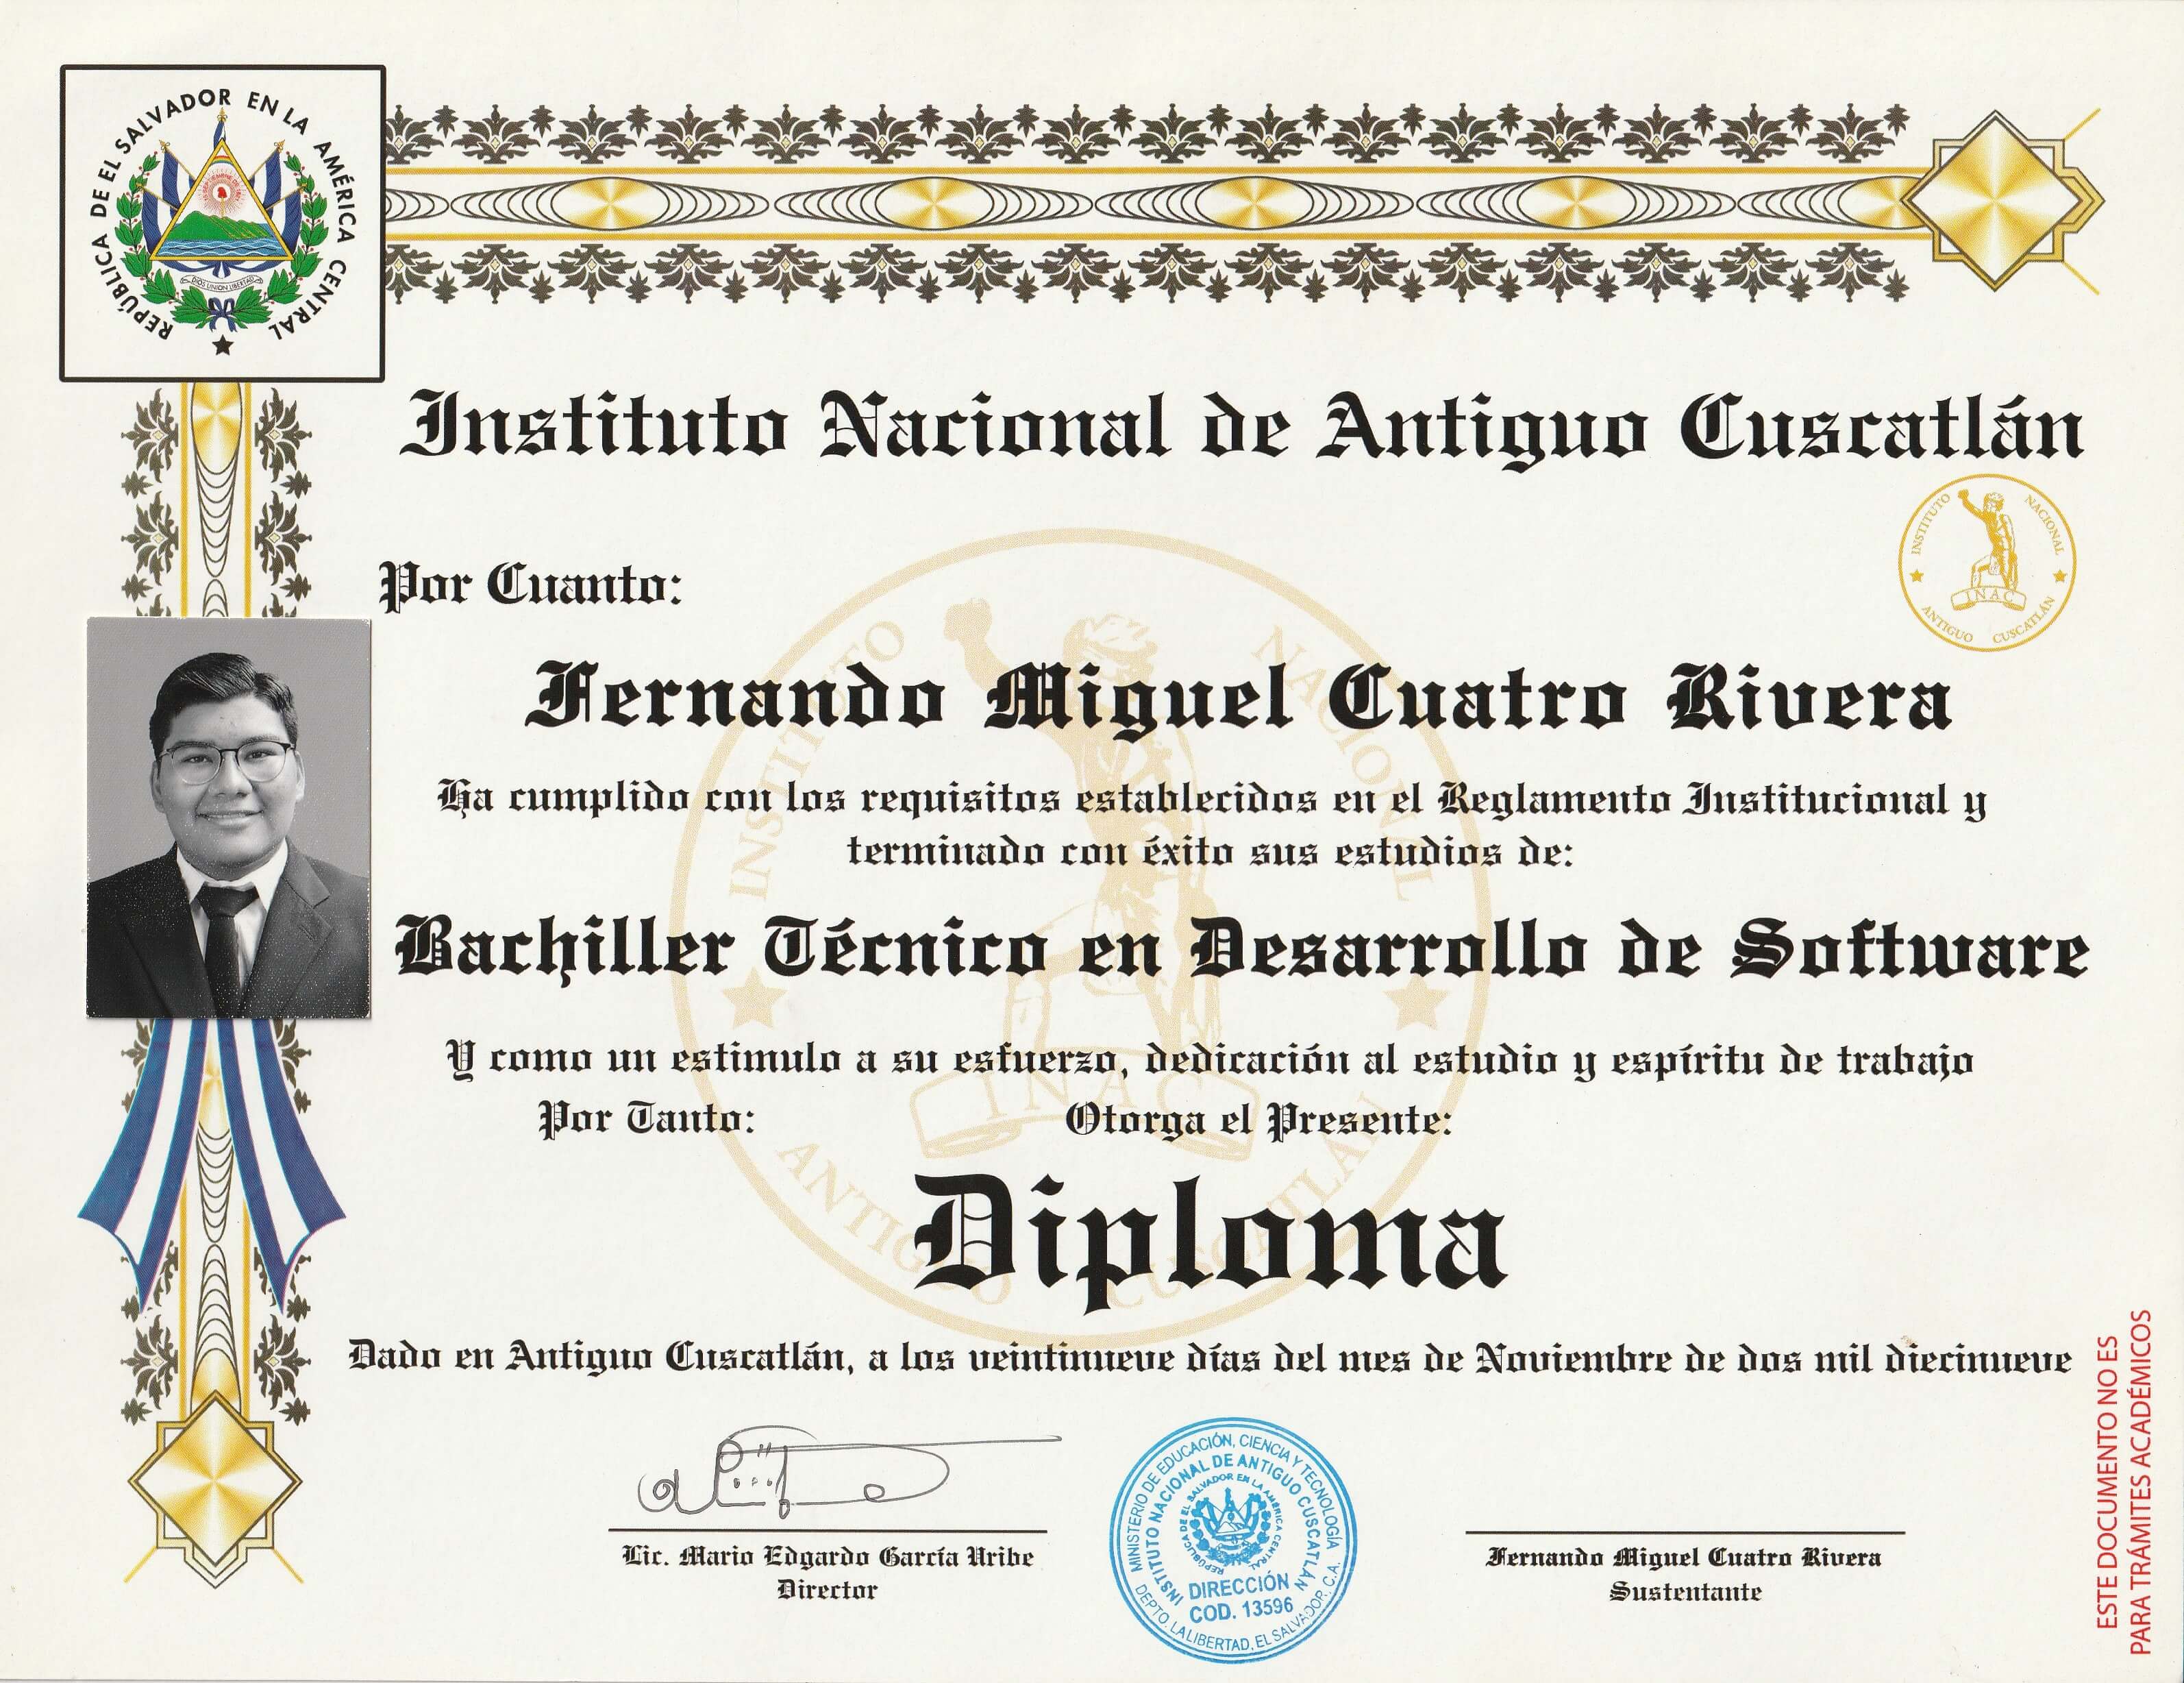 REPÚBLICA DE EL SALVADOR EN LA AMÉRICA CENTRAL
DIOS UNION LIBERTAD
Instituto Nacional de Antiguo Cuscatlán
INSTITUTO NACIONAL
INAC
ANTIGUO CUSCATLÁN
Por Cuanto:
Fernando Miguel Cuatro Rivera
Ha cumplido con los requisitos establecidos en el Reglamento Institucional y
terminado con éxito sus estudios de:
Bachiller Técnico en Desarrollo de Software
Y como un estimulo a su esfuerzo, dedicación al estudio y espíritu de trabajo
Por Tanto: Otorga el Presente:
Diploma
INSTITUTO NACIONAL
INAC
ANTIGUO CUSCATLAN
Dado en Antiguo Cuscatlán, a los veintinueve días del mes de Noviembre de dos mil diecinueve
Lic. Mario Edgardo García Uribe
Director
MINISTERIO DE EDUCACIÓN, CIENCIA Y TECNOLOGÍA
INSTITUTO NACIONAL DE ANTIGUO CUSCATLÁN
REPÚBLICA DE EL SALVADOR EN LA AMÉRICA CENTRAL
DIRECCIÓN
COD. 13596
DEPTO. LA LIBERTAD, EL SALVADOR, C.A.
Fernando Miguel Cuatro Rivera
Sustentante
ESTE DOCUMENTO NO ES
PARA TRÁMITES ACADÉMICOS